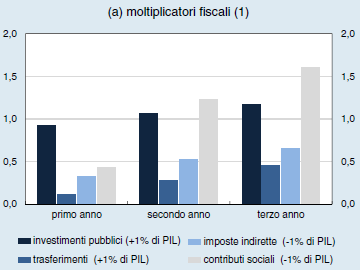 (a) moltiplicatori fiscali (1)
2,0 2,0
1,5 1,5
1,0 1,0
0,5 0,5
0,0 0,0
primo anno secondo anno terzo anno
investimenti pubblici (+1% di PIL) imposte indirette (-1% di PIL)
trasferimenti (+1% di PIL) contributi sociali (-1% di PIL)